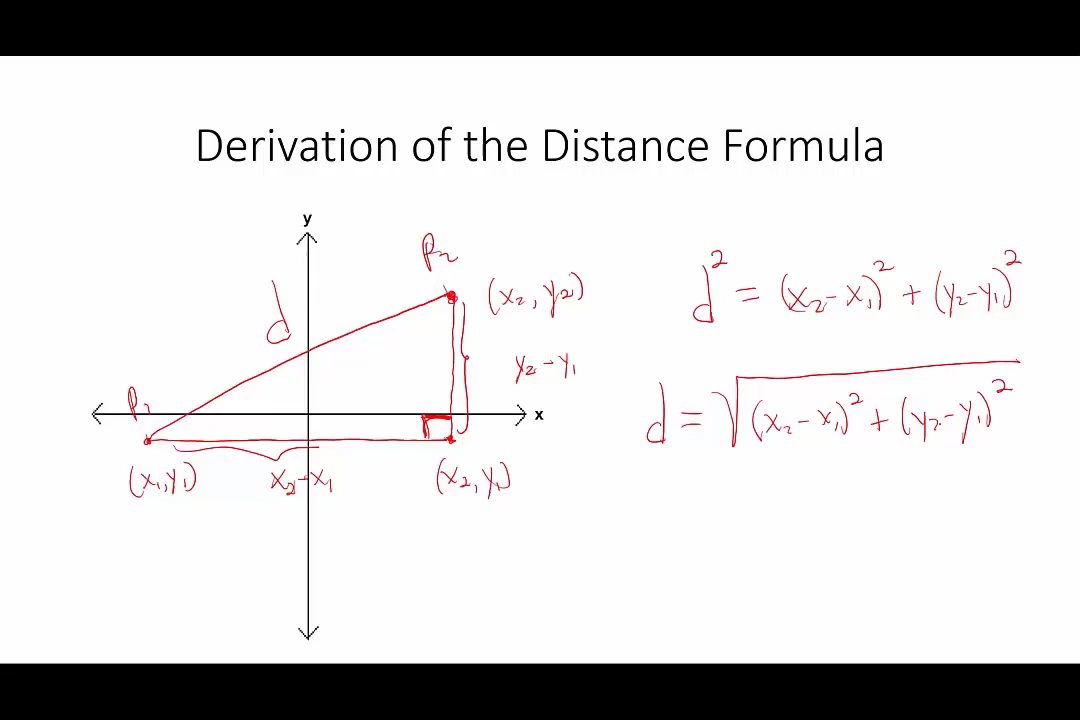 Derivation of the Distance Formula
y
P₂
d
(x₂, y₂)
y₂ - y₁
P₁
x
(x₁, y₁)
x₂ - x₁
(x₂, y₁)
d² = (x₂ - x₁)² + (y₂ - y₁)²
d = √(x₂ - x₁)² + (y₂ - y₁)²